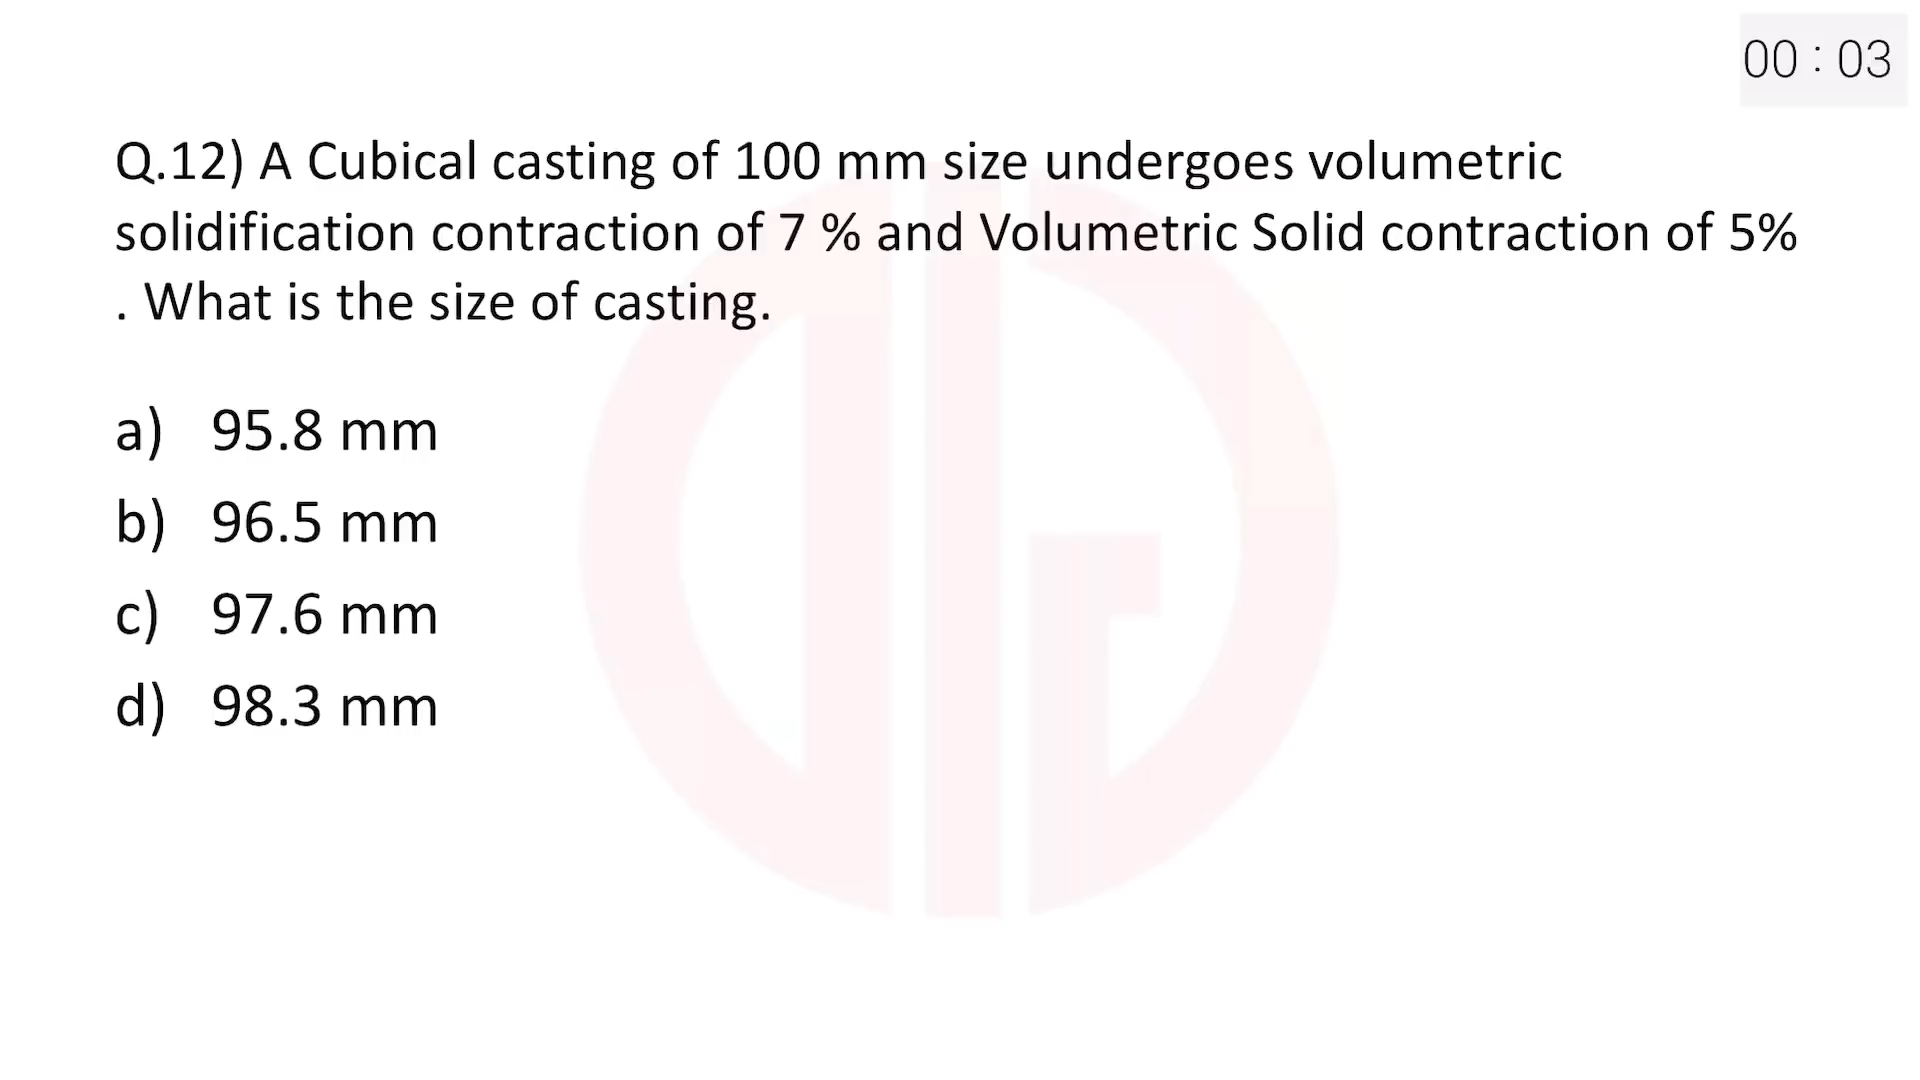 00 : 03
Q.12) A Cubical casting of 100 mm size undergoes volumetric
solidification contraction of 7 % and Volumetric Solid contraction of 5%
. What is the size of casting.
a) 95.8 mm
b) 96.5 mm
c) 97.6 mm
d) 98.3 mm